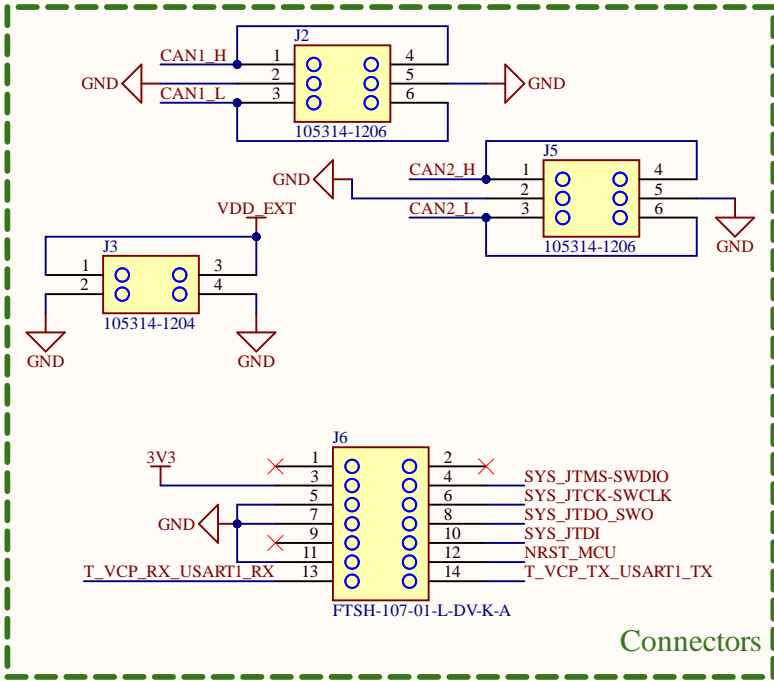 J2
CAN1_H 1 4
GND 2 5 GND
CAN1_L 3 6
105314-1206
J5
CAN2_H 1 4
GND 2 5
CAN2_L 3 6
GND
105314-1206
VDD_EXT
J3
1 3
2 4
105314-1204
GND GND
J6
3V3 1 2
3 4 SYS_JTMS-SWDIO
5 6 SYS_JTCK-SWCLK
GND 7 8 SYS_JTDO_SWO
9 10 SYS_JTDI
11 12 NRST_MCU
T_VCP_RX_USART1_RX 13 14 T_VCP_TX_USART1_TX
FTSH-107-01-L-DV-K-A
Connectors